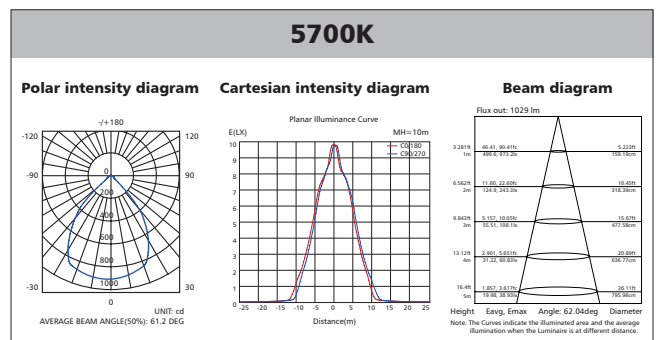 5700K
Polar intensity diagram
Cartesian intensity diagram
Beam diagram
-/+180
-120
120
-90
90
-30
30
0
200
400
600
800
1000
0
UNIT: cd
AVERAGE BEAM ANGLE(50%): 61.2 DEG
Planar Illuminance Curve
E(LX)
MH=10m
C0/180
C90/270
10
9
8
7
6
5
4
3
2
1
0
-25 -20 -15 -10 -5 0 5 10 15 20 25
Distance(m)
Flux out: 1029 lm
3.281ft 46.41, 90.41fc 5.223ft
1m 499.6, 973.2lx 159.19cm
6.562ft 11.60, 22.60fc 10.45ft
2m 124.9, 243.3lx 318.39cm
9.843ft 5.157, 10.05fc 15.67ft
3m 55.51, 108.1lx 477.58cm
13.12ft 2.901, 5.651fc 20.89ft
4m 31.22, 60.83lx 636.77cm
16.4ft 1.857, 3.617fc 26.11ft
5m 19.98, 38.93lx 795.96cm
Height Eavg, Emax Angle: 62.04deg Diameter
Note: The Curves indicate the illuminated area and the average
illumination when the Luminaire is at different distance.